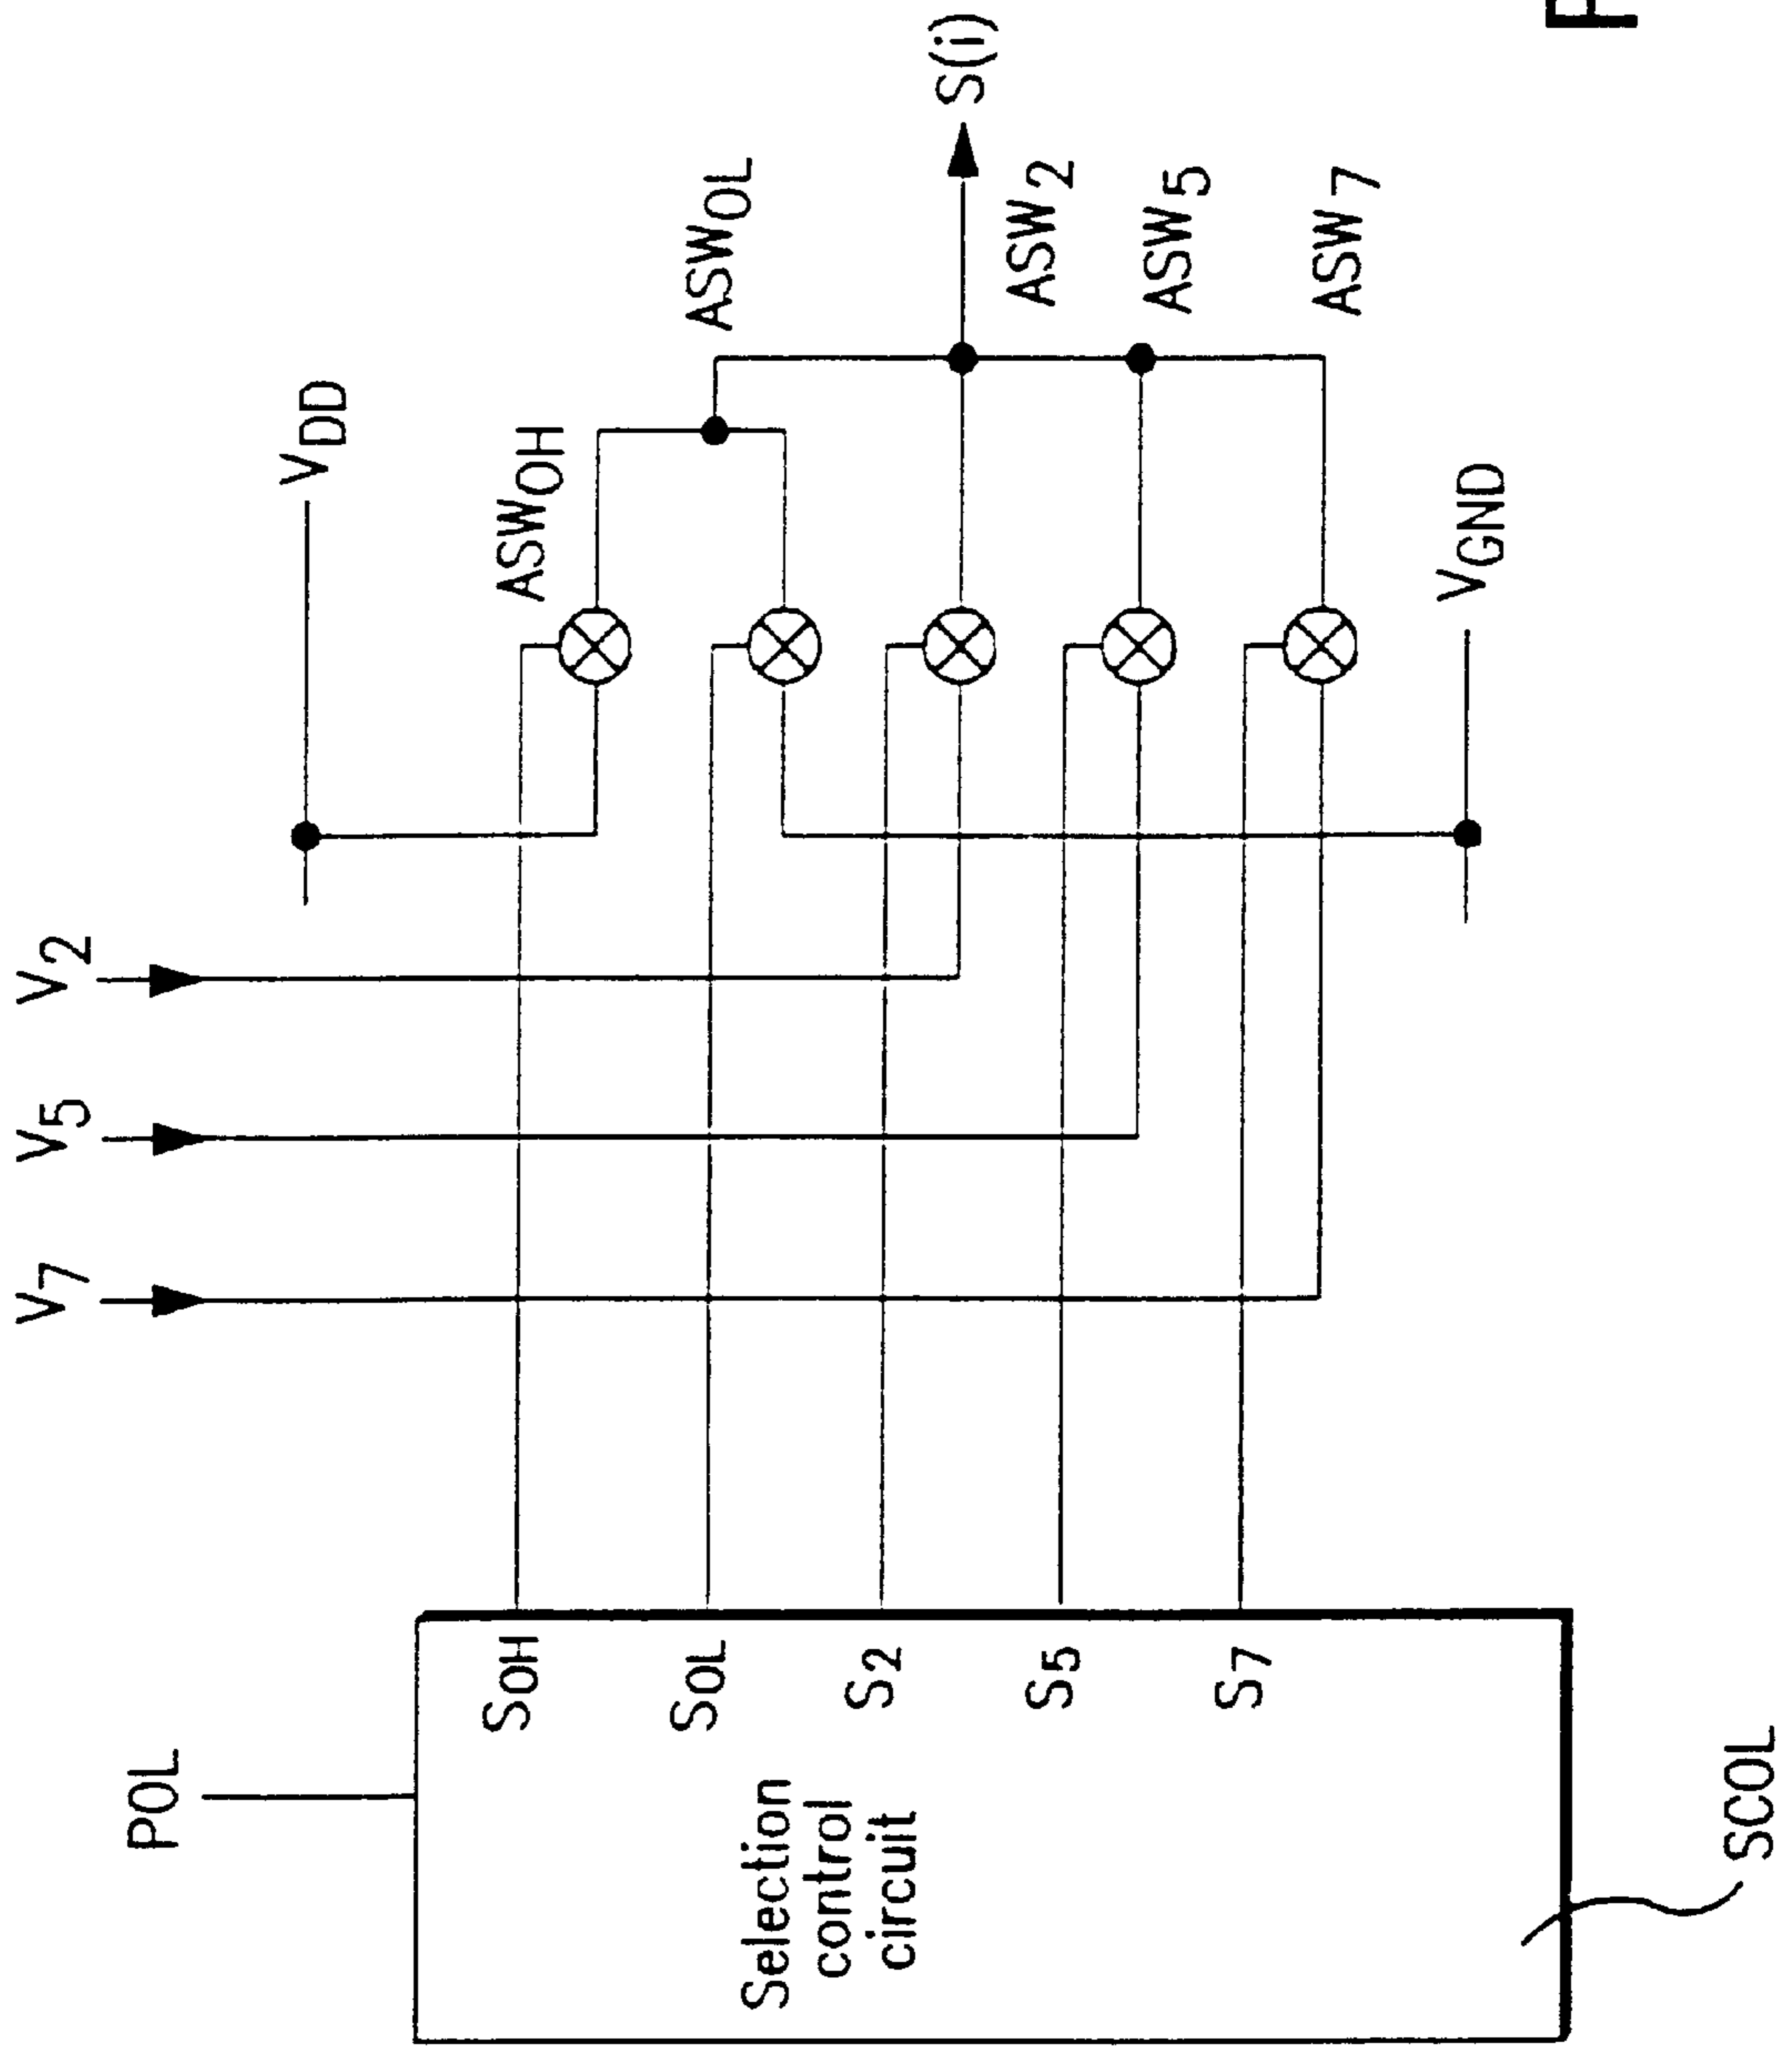 V7
V5
V2
VDD
POL
Selection
control
circuit
SOH
SOL
S2
S5
S7
ASWOH
ASWOL
S(i)
ASW2
ASW5
ASW7
VGND
SCOL